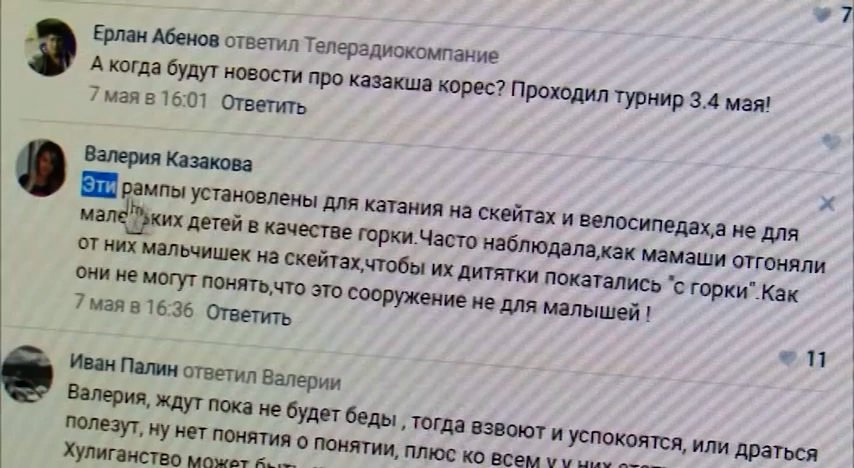 7
Ерлан Абенов ответил Телерадиокомпание
А когда будут новости про казакша корес? Проходил турнир 3.4 мая!
7 мая в 16:01 Ответить
Валерия Казакова
Эти рампы установлены для катания на скейтах и велосипедах,а не для
маленьких детей в качестве горки.Часто наблюдала,как мамаши отгоняли
от них мальчишек на скейтах,чтобы их дитятки покатались "с горки".Как
они не могут понять,что это сооружение не для малышей !
7 мая в 16:36 Ответить
11
Иван Палин ответил Валерии
Валерия, ждут пока не будет беды , тогда взвоют и успокоятся, или драться
полезут, ну нет понятия о понятии, плюс ко всем у у них
Хулиганство может